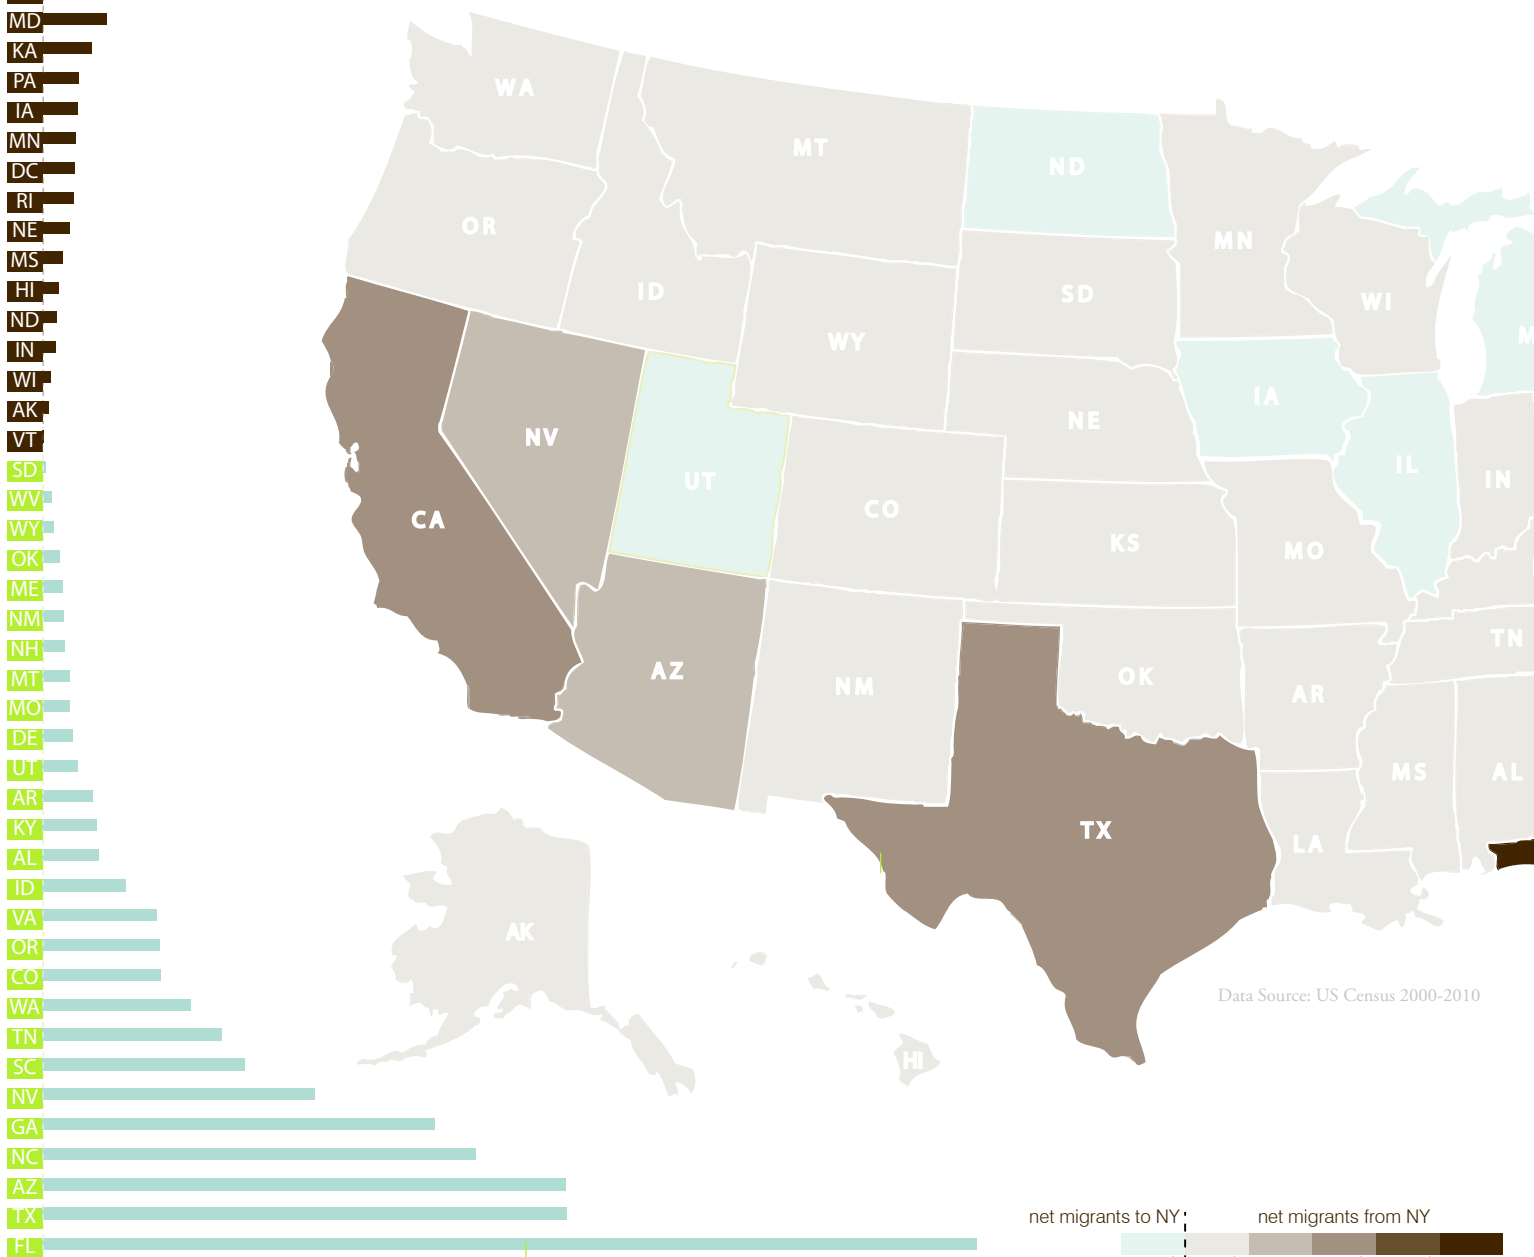 MD
KA
PA
IA
MN
DC
RI
NE
MS
HI
ND
IN
WI
AK
VT
SD
WV
WY
OK
ME
NM
NH
MT
MO
DE
UT
AR
KY
AL
ID
VA
OR
CO
WA
TN
SC
NV
GA
NC
AZ
TX
FL
WA
MT
ND
OR
MN
ID
SD
WI
WY
IA
NE
NV
UT
IL
IN
CO
CA
KS
MO
TN
AZ
NM
OK
AR
MS
AL
TX
LA
AK
HI
Data Source: US Census 2000-2010
net migrants to NY
net migrants from NY